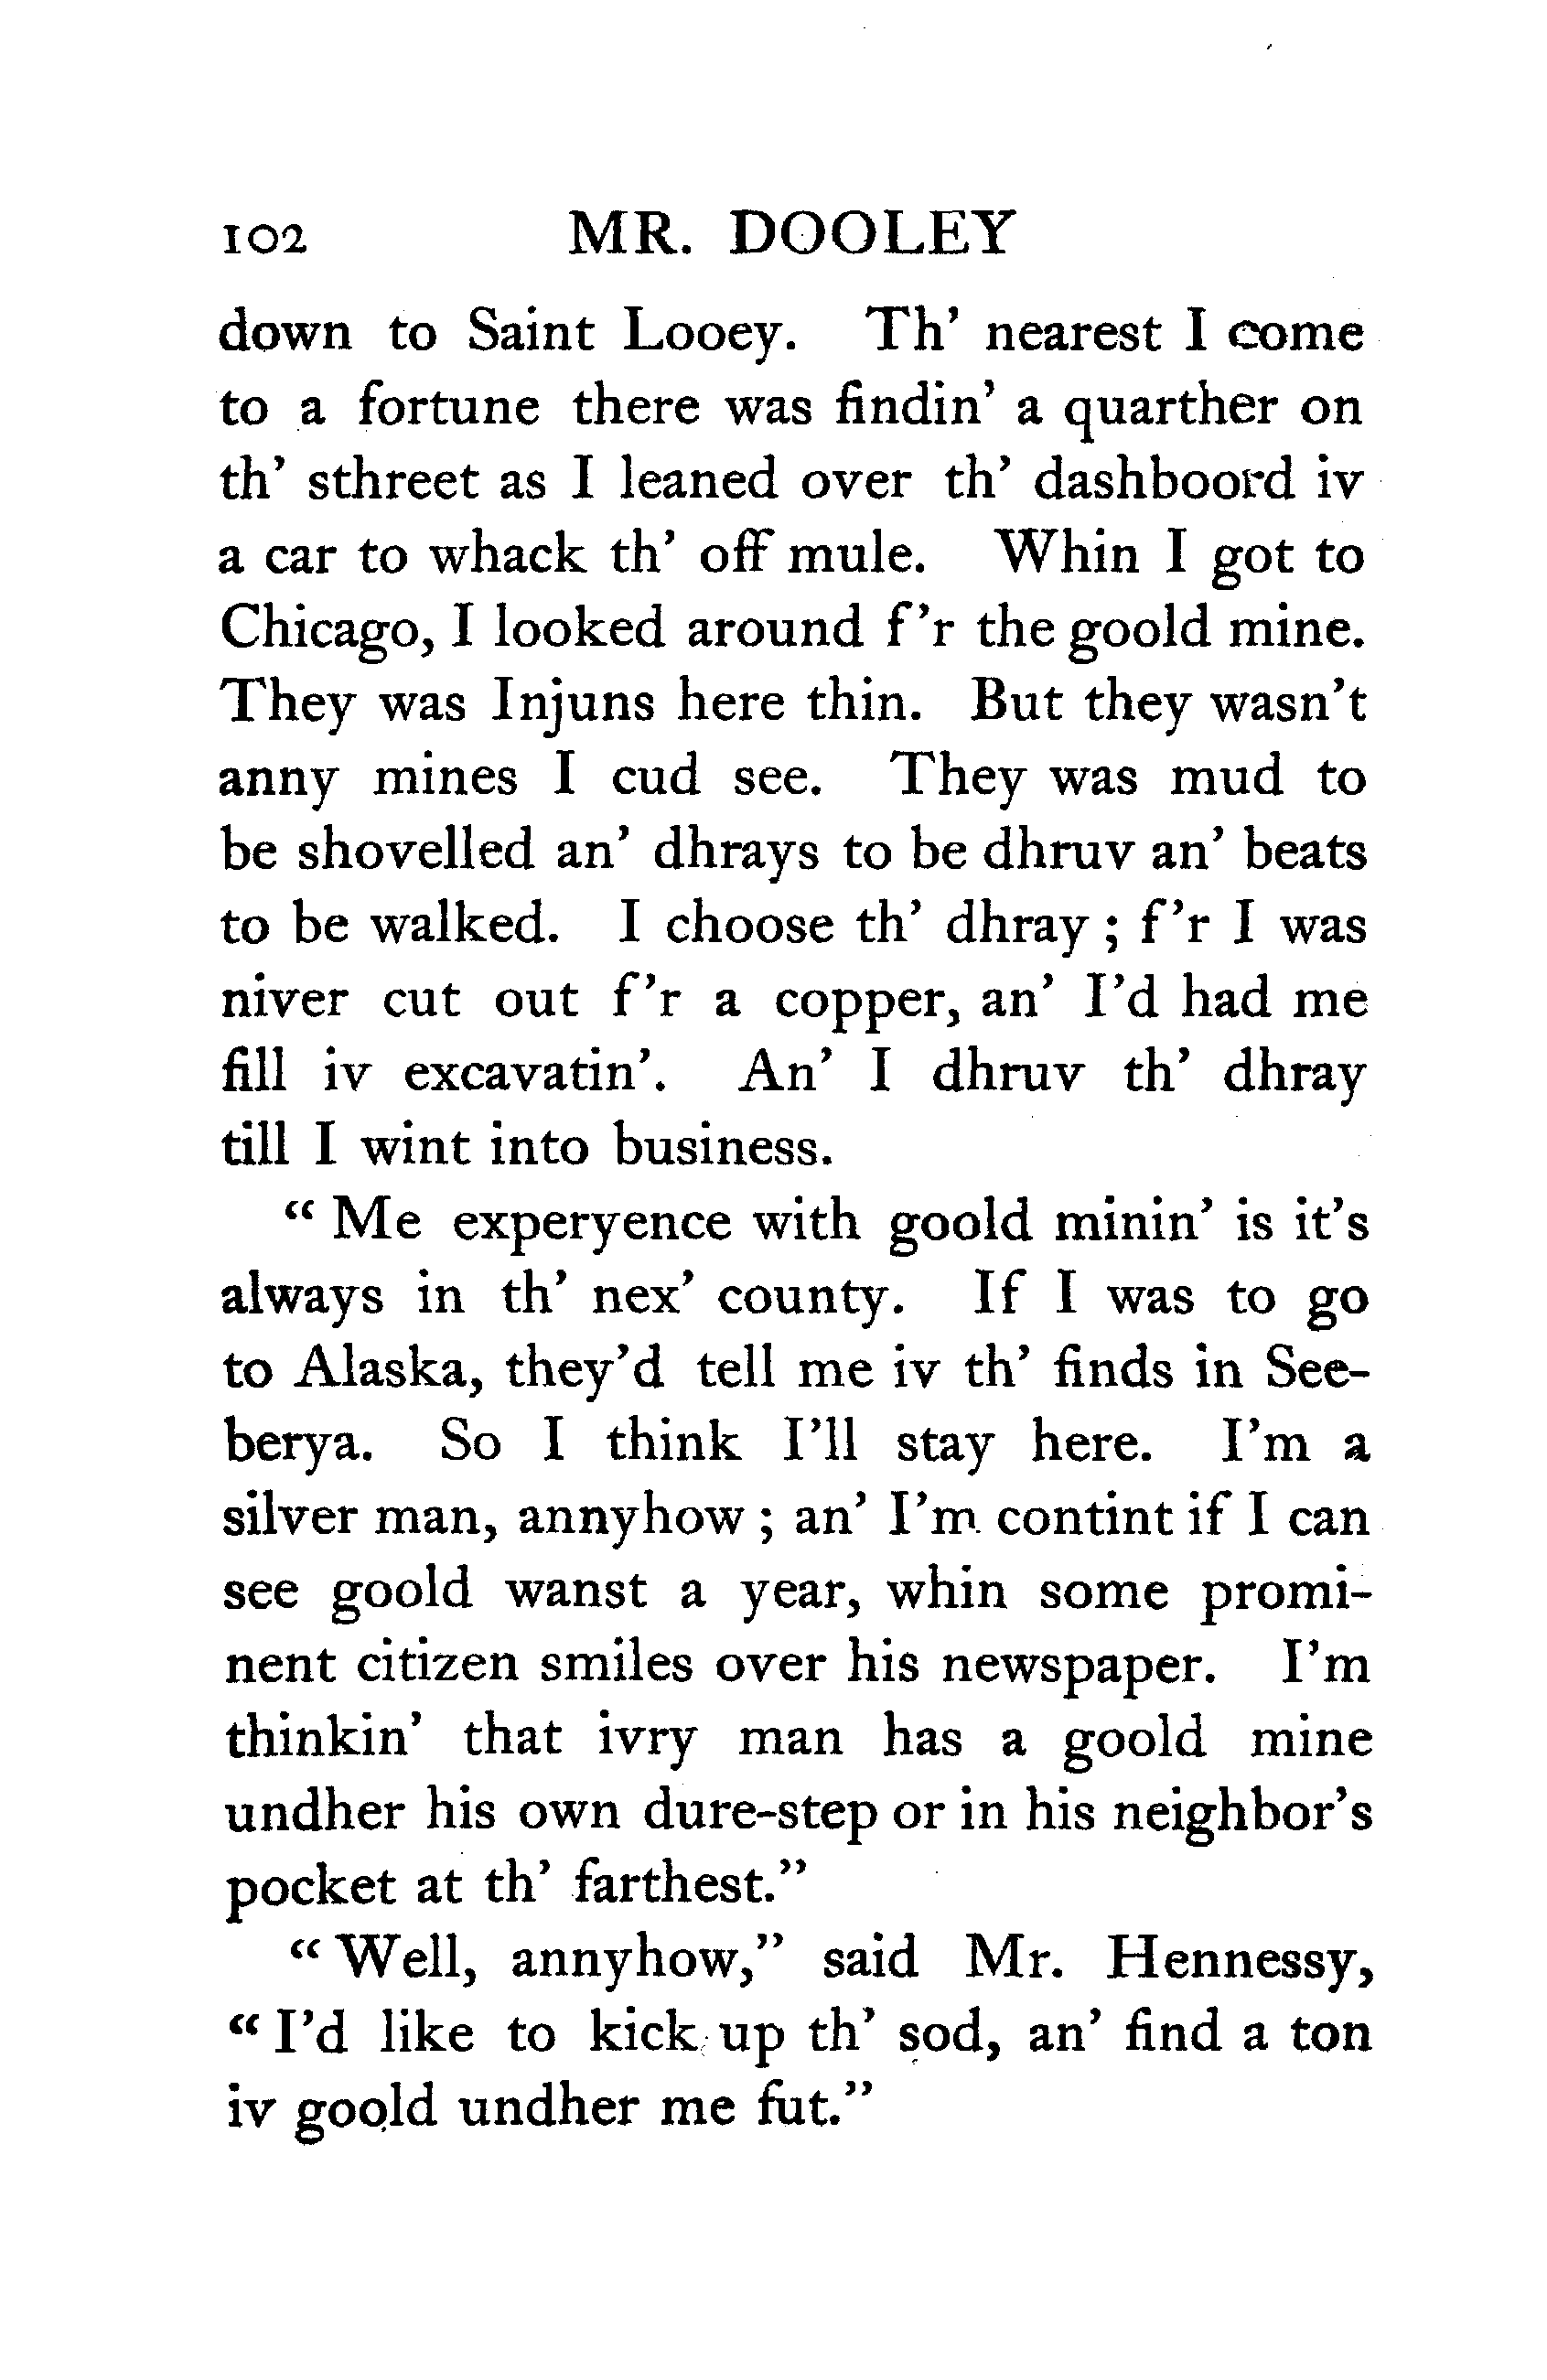 102 MR. DOOLEY
down to Saint Looey. Th' nearest I come
to a fortune there was findin' a quarther on
th' sthreet as I leaned over th' dashboord iv
a car to whack th' off mule. Whin I got to
Chicago, I looked around f'r the goold mine.
They was Injuns here thin. But they wasn't
anny mines I cud see. They was mud to
be shovelled an' dhrays to be dhruv an' beats
to be walked. I choose th' dhray ; f'r I was
niver cut out f'r a copper, an' I'd had me
fill iv excavatin'. An' I dhruv th' dhray
till I wint into business.
" Me experyence with goold minin' is it's
always in th' nex' county. If I was to go
to Alaska, they'd tell me iv th' finds in See-
berya. So I think I'll stay here. I'm a
silver man, annyhow ; an' I'm contint if I can
see goold wanst a year, whin some promi-
nent citizen smiles over his newspaper. I'm
thinkin' that ivry man has a goold mine
undher his own dure-step or in his neighbor's
pocket at th' farthest."
" Well, annyhow," said Mr. Hennessy,
" I'd like to kick up th' sod, an' find a ton
iv goold undher me fut."